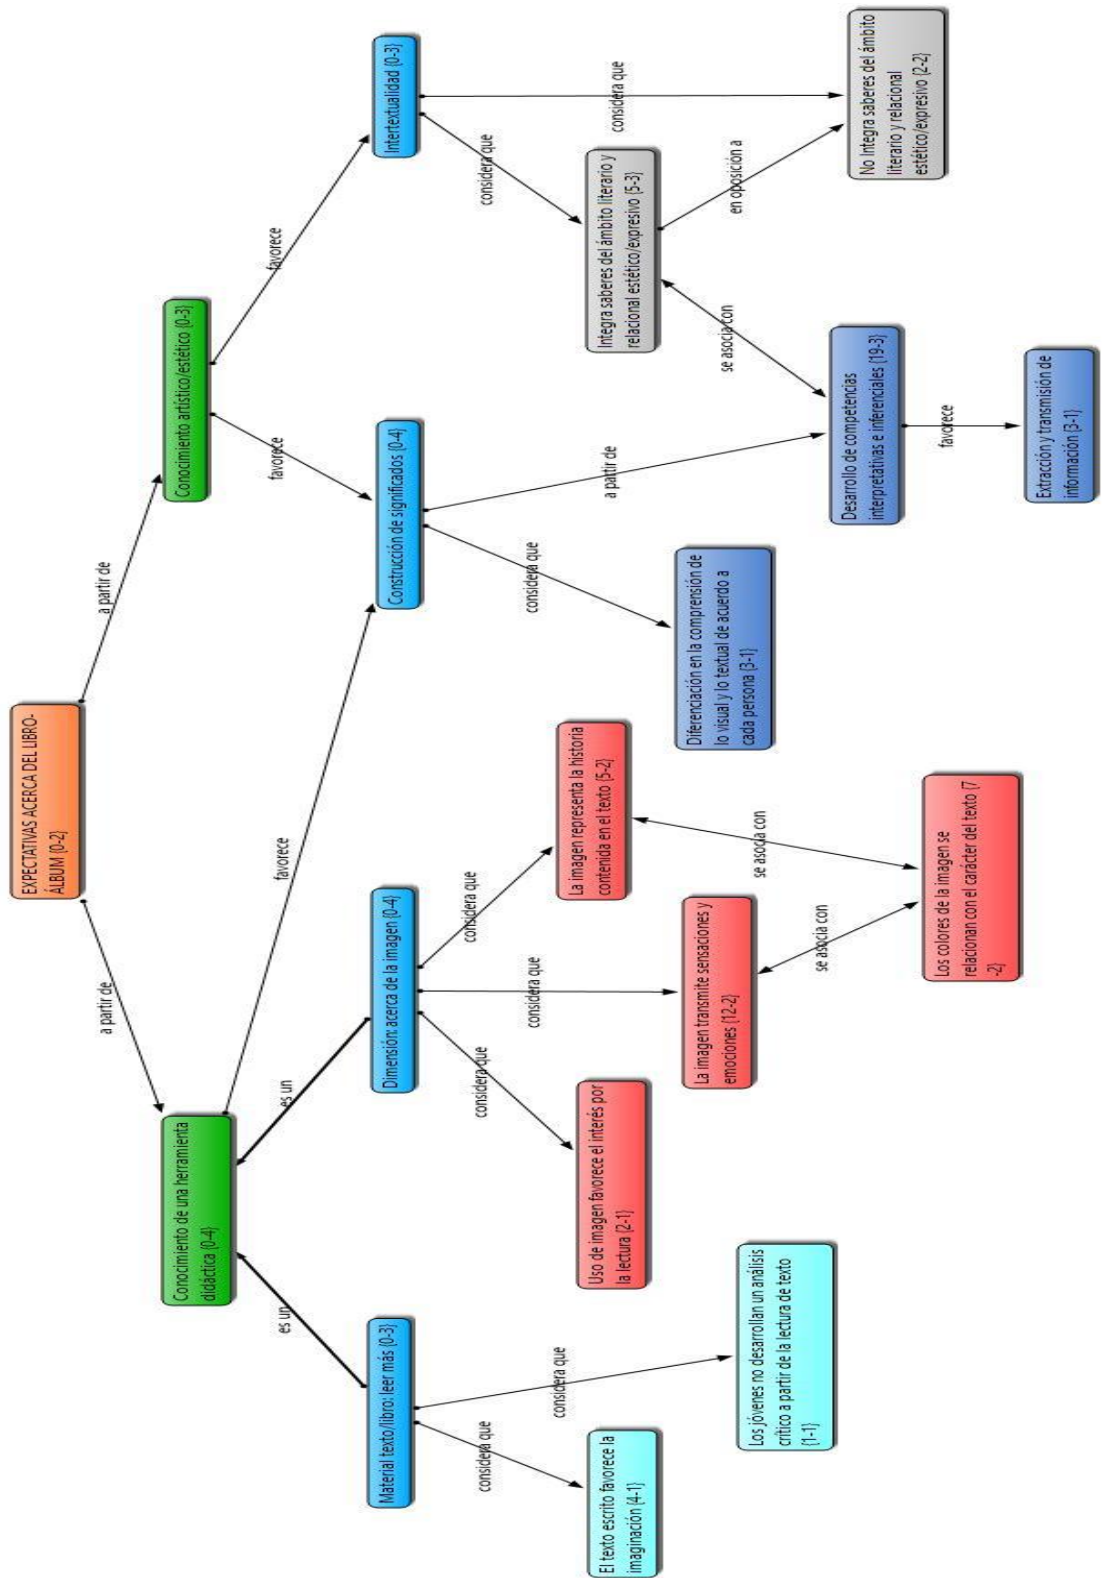 EXPECTATIVAS ACERCA DEL LIBRO-
ÁLBUM {0-2}
a partir de
a partir de
Conocimiento de una herramienta
didáctica {0-4}
Conocimiento artístico/estético {0-3}
es un
es un
favorece
favorece
favorece
Material texto/libro: leer más {0-3}
Dimensión: acerca de la imagen {0-4}
Construcción de significados {0-4}
Intertextualidad {0-3}
considera que
considera que
considera que
considera que
considera que
considera que
a partir de
considera que
considera que
El texto escrito favorece la
imaginación {4-1}
Los jóvenes no desarrollan un análisis
crítico a partir de la lectura de texto
{1-1}
Uso de imagen favorece el interés por
la lectura {2-1}
La imagen transmite sensaciones y
emociones {12-2}
La imagen representa la historia
contenida en el texto {5-2}
se asocia con
se asocia con
Los colores de la imagen se
relacionan con el carácter del texto {7
-2}
Diferenciación en la comprensión de
lo visual y lo textual de acuerdo a
cada persona {3-1}
Integra saberes del ámbito literario y
relacional estético/expresivo {5-3}
se asocia con
en oposición a
Desarrollo de competencias
interpretativas e inferenciales {19-3}
No Integra saberes del ámbito
literario y relacional
estético/expresivo {2-2}
favorece
Extracción y transmisión de
información {3-1}